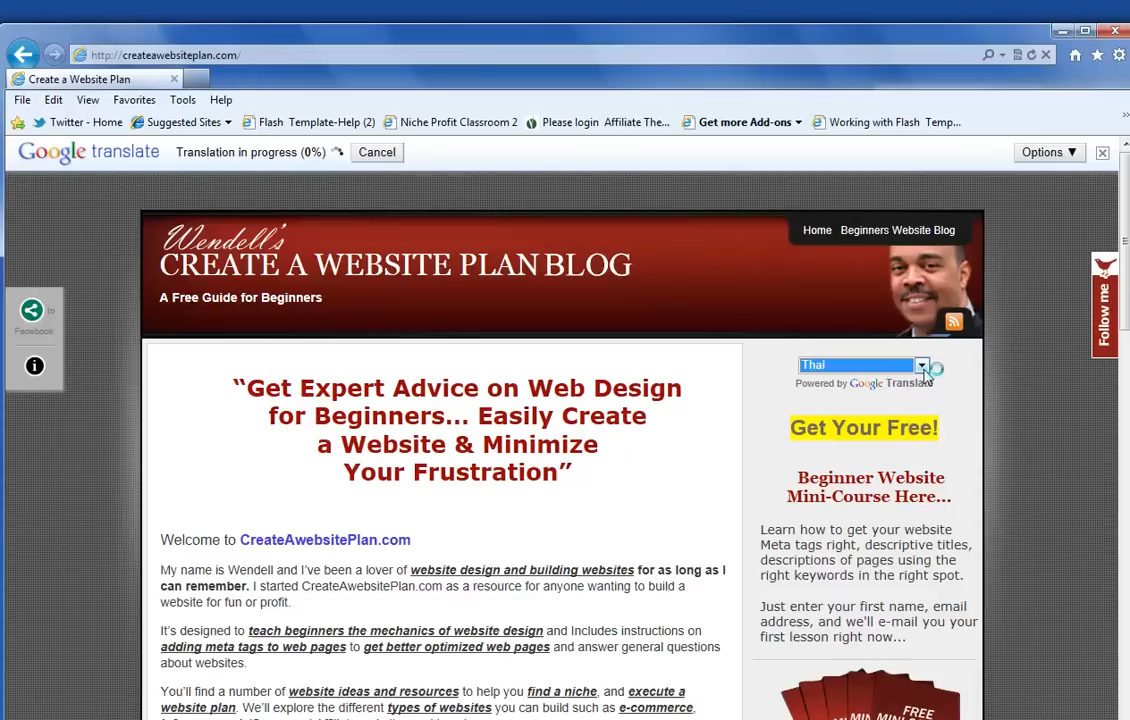 http://createawebsiteplan.com/
Create a Website Plan
File Edit View Favorites Tools Help
Twitter - Home Suggested Sites Flash Template-Help (2) Niche Profit Classroom 2 Please login Affiliate The... Get more Add-ons Working with Flash Temp...
Google translate Translation in progress (0%) Cancel Options ▼
Home Beginners Website Blog
Wendell's
CREATE A WEBSITE PLAN BLOG
A Free Guide for Beginners
Follow me
Facebook
Thai
Powered by Google Translate
“Get Expert Advice on Web Design
for Beginners... Easily Create
a Website & Minimize
Your Frustration”
Get Your Free!
Beginner Website
Mini-Course Here...
Learn how to get your website
Meta tags right, descriptive titles,
descriptions of pages using the
right keywords in the right spot.
Just enter your first name, email
address, and we'll e-mail you your
first lesson right now...
FREE
Welcome to CreateAwebsitePlan.com
My name is Wendell and I've been a lover of website design and building websites for as long as I
can remember. I started CreateAwebsitePlan.com as a resource for anyone wanting to build a
website for fun or profit.
It's designed to teach beginners the mechanics of website design and Includes instructions on
adding meta tags to web pages to get better optimized web pages and answer general questions
about websites.
You'll find a number of website ideas and resources to help you find a niche, and execute a
website plan. We'll explore the different types of websites you can build such as e-commerce,